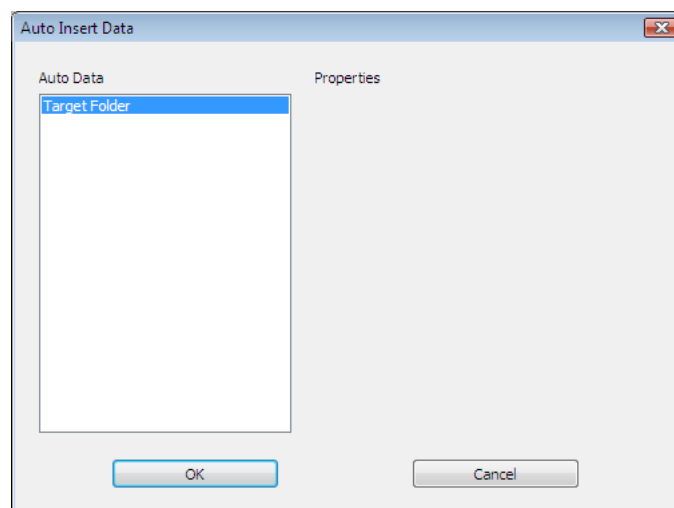 Auto Insert Data
Auto Data
Properties
Target Folder
OK
Cancel